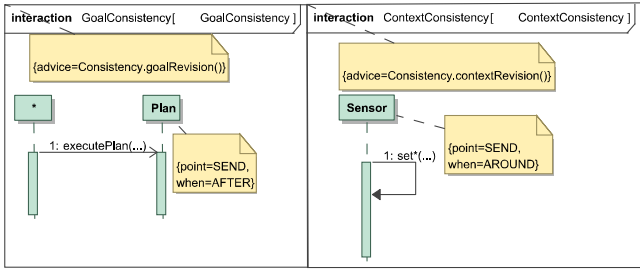 interaction GoalConsistency[ GoalConsistency ]
{advice=Consistency.goalRevision()}
*
Plan
1: executePlan(...)
{point=SEND,
when=AFTER}
interaction ContextConsistency[ ContextConsistency ]
{advice=Consistency.contextRevision()}
Sensor
{point=SEND,
when=AROUND}
1: set*(...)